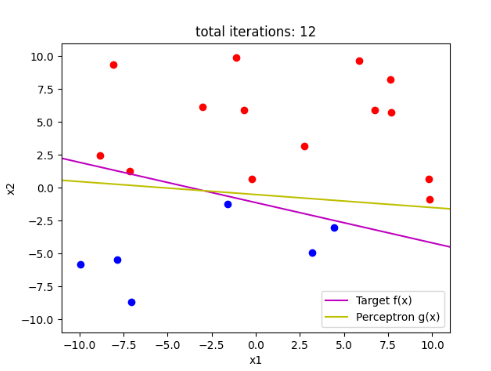 total iterations: 12
10.0
7.5
5.0
2.5
0.0
−2.5
−5.0
−7.5
−10.0
x2
−10.0 −7.5 −5.0 −2.5 0.0 2.5 5.0 7.5 10.0
x1
Target f(x)
Perceptron g(x)